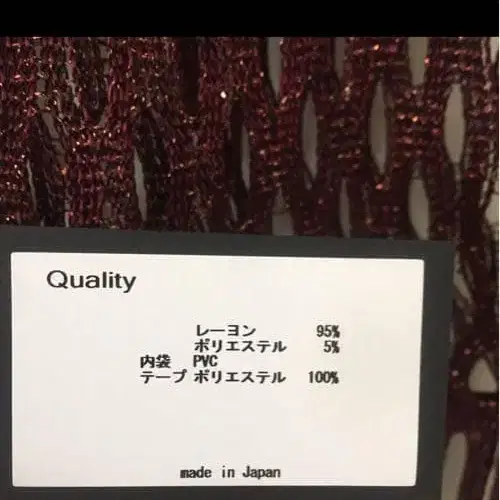 Quality
レーヨン 95%
ポリエステル 5%
内袋 PVC
テープ ポリエステル 100%
made in Japan